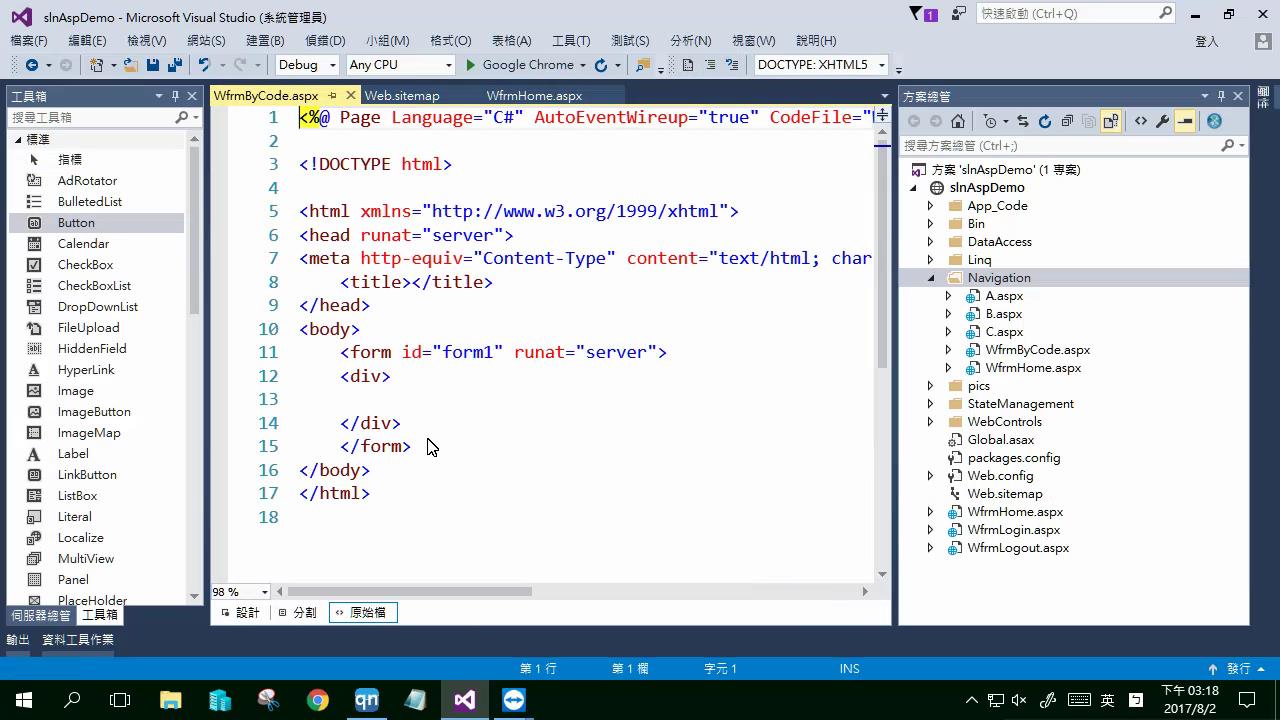 slnAspDemo - Microsoft Visual Studio (系統管理員)
1
快速啟動 (Ctrl+Q)
檔案(F) 編輯(E) 檢視(V) 網站(S) 建置(B) 偵錯(D) 小組(M) 格式(O) 表格(A) 工具(T) 測試(S) 分析(N) 視窗(W) 說明(H)
登入
Debug Any CPU Google Chrome DOCTYPE: XHTML5
工具箱
搜尋工具箱
標準
指標
AdRotator
BulletedList
Button
Calendar
CheckBox
CheckBoxList
DropDownList
FileUpload
HiddenField
HyperLink
Image
ImageButton
ImageMap
Label
LinkButton
ListBox
Literal
Localize
MultiView
Panel
PlaceHolder
伺服器總管 工具箱
輸出 資料工具作業
WfrmByCode.aspx Web.sitemap WfrmHome.aspx
1 <%@ Page Language="C#" AutoEventWireup="true" CodeFile="
2
3 <!DOCTYPE html>
4
5 <html xmlns="http://www.w3.org/1999/xhtml">
6 <head runat="server">
7 <meta http-equiv="Content-Type" content="text/html; char
8 <title></title>
9 </head>
10 <body>
11 <form id="form1" runat="server">
12 <div>
13
14 </div>
15 </form>
16 </body>
17 </html>
18
98 %
設計 分割 原始檔
方案總管
搜尋方案總管 (Ctrl+;)
方案 'slnAspDemo' (1 專案)
slnAspDemo
App_Code
Bin
DataAccess
Linq
Navigation
A.aspx
B.aspx
C.aspx
WfrmByCode.aspx
WfrmHome.aspx
pics
StateManagement
WebControls
Global.asax
packages.config
Web.config
Web.sitemap
WfrmHome.aspx
WfrmLogin.aspx
WfrmLogout.aspx
第 1 行 第 1 欄 字元 1 INS 發行
qn
英
下午 03:18
2017/8/2